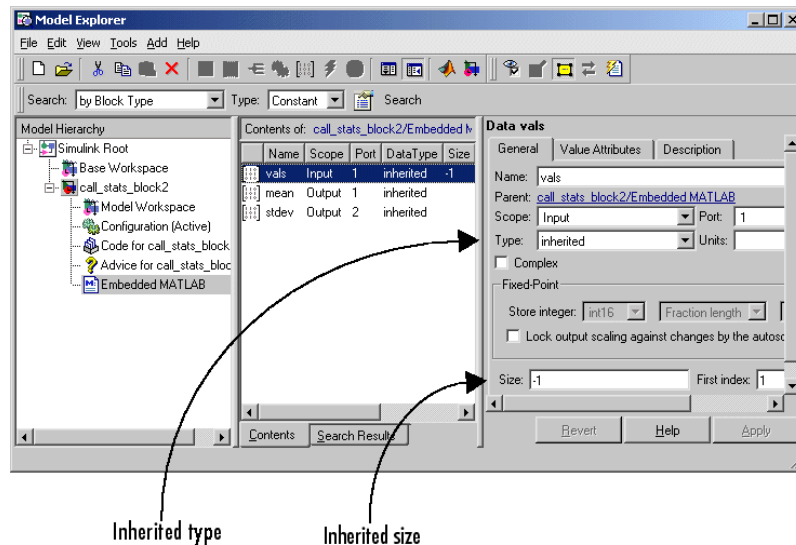 Model Explorer
File Edit View Tools Add Help
Search: by Block Type Type: Constant Search
Model Hierarchy
Simulink Root
Base Workspace
call_stats_block2
Model Workspace
Configuration (Active)
Code for call_stats_block
Advice for call_stats_bloc
Embedded MATLAB
Contents of: call_stats_block2/Embedded M
Name Scope Port DataType Size
vals Input 1 inherited -1
mean Output 1 inherited
stdev Output 2 inherited
Contents Search Results
Data vals
General Value Attributes Description
Name: vals
Parent: call_stats_block2/Embedded MATLAB
Scope: Input Port: 1
Type: inherited Units:
Complex
Fixed-Point
Store integer: int16 Fraction length
Lock output scaling against changes by the autosc
Size: -1 First index: 1
Revert Help Apply
Inherited type
Inherited size